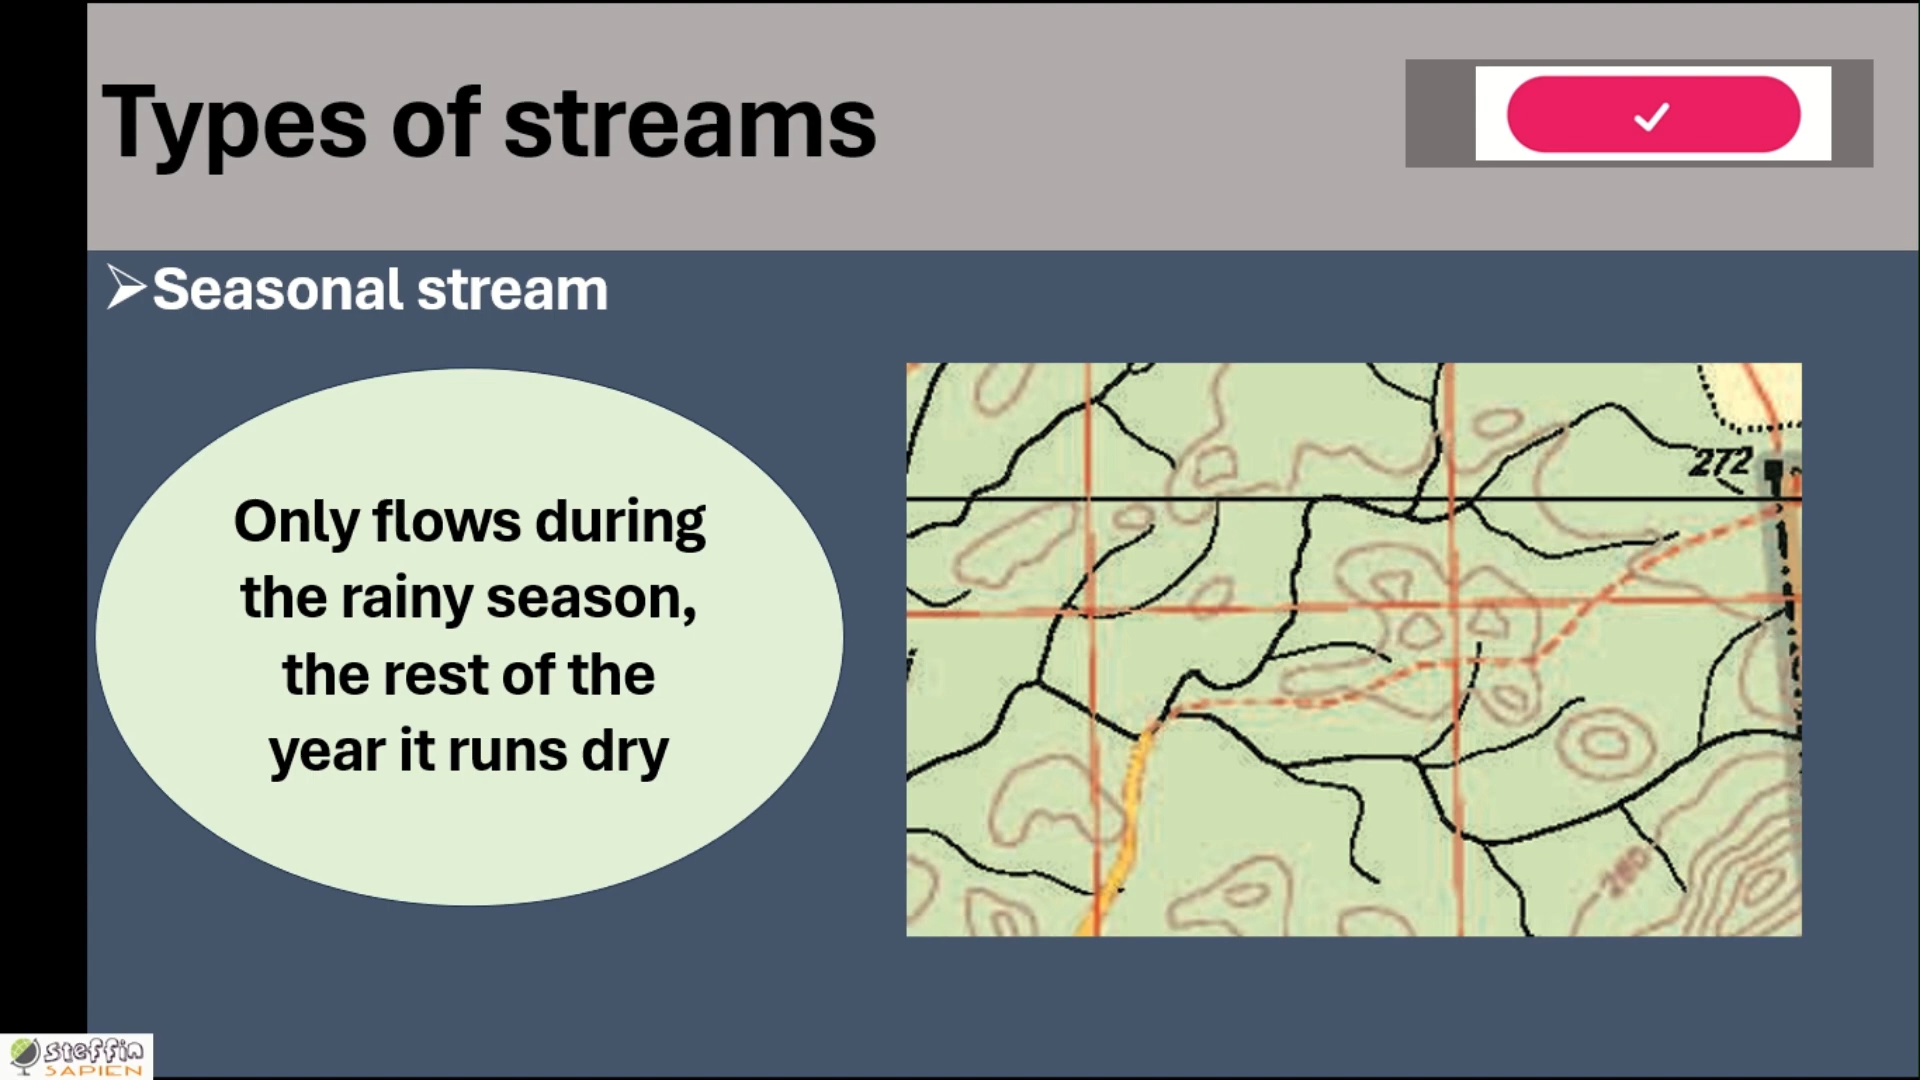 Types of streams
Seasonal stream
Only flows during
the rainy season,
the rest of the
year it runs dry
272
280
steffin
SAPIEN